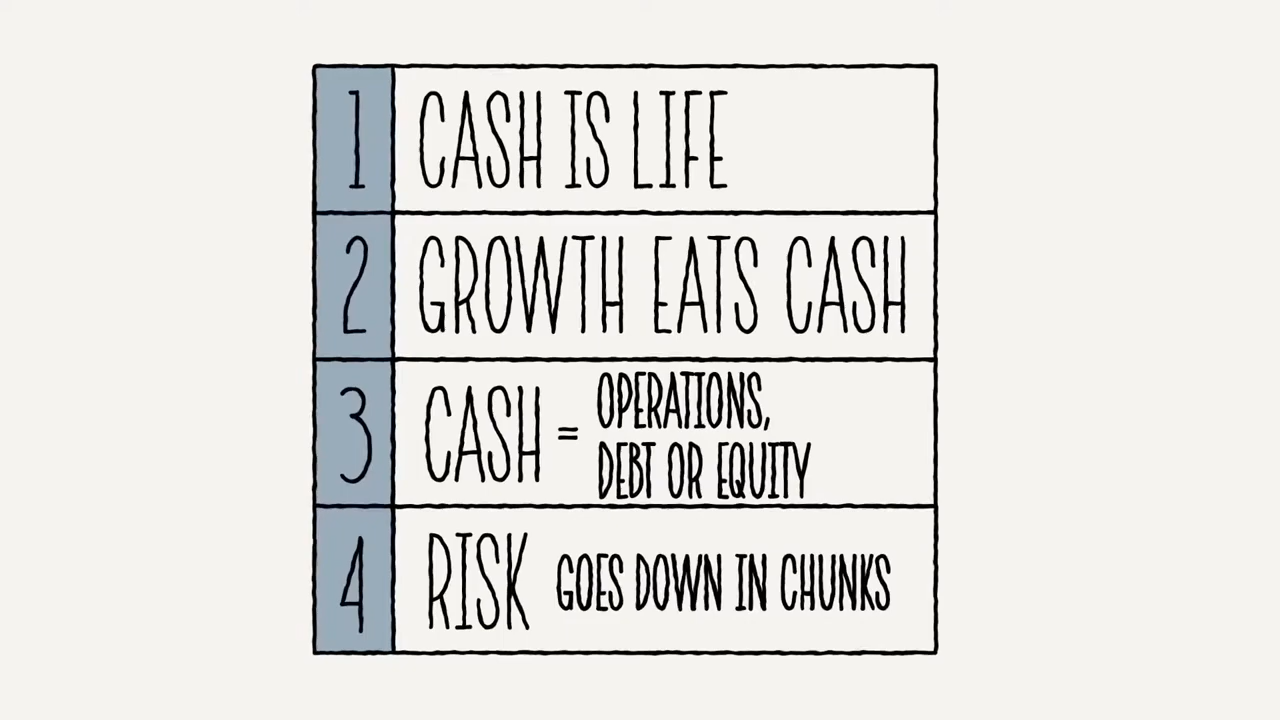 1 CASH IS LIFE
2 GROWTH EATS CASH
3 CASH = OPERATIONS,
DEBT OR EQUITY
4 RISK GOES DOWN IN CHUNKS